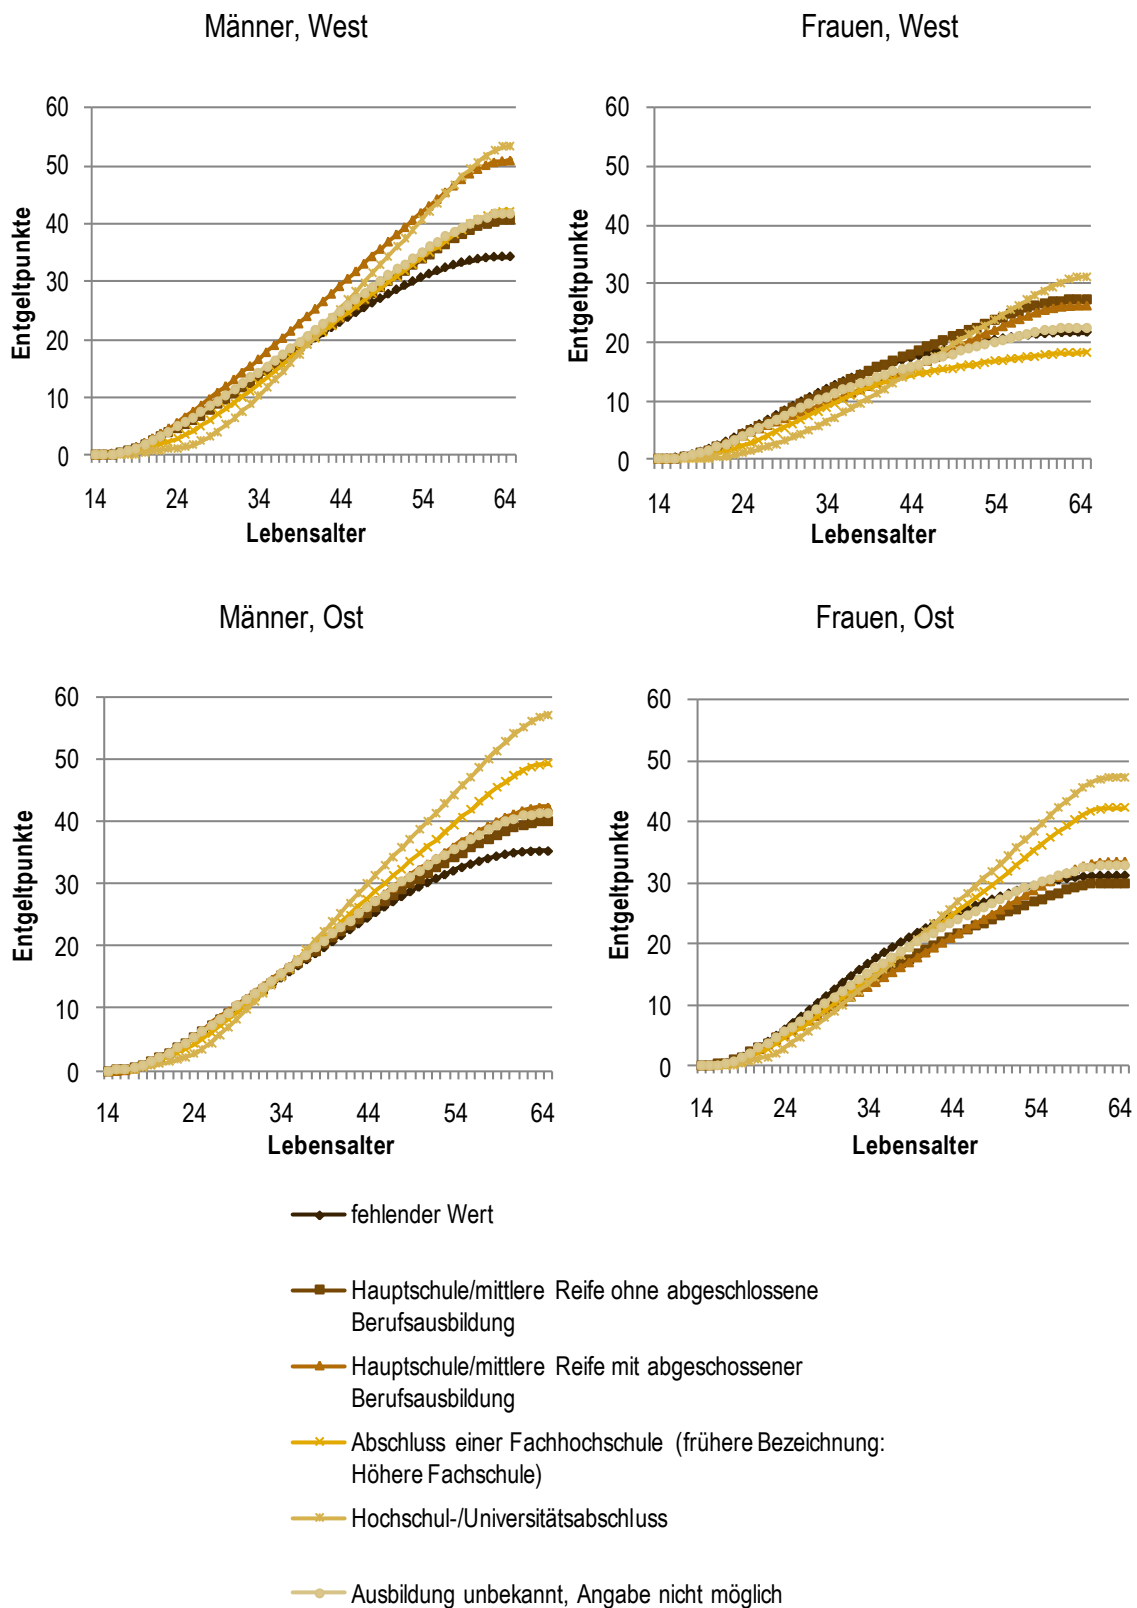 Männer, West
60
50
40
30
20
10
0
Entgeltpunkte
14 24 34 44 54 64
Lebensalter
Frauen, West
60
50
40
30
20
10
0
Entgeltpunkte
14 24 34 44 54 64
Lebensalter
Männer, Ost
60
50
40
30
20
10
0
Entgeltpunkte
14 24 34 44 54 64
Lebensalter
Frauen, Ost
60
50
40
30
20
10
0
Entgeltpunkte
14 24 34 44 54 64
Lebensalter
fehlender Wert
Hauptschule/mittlere Reife ohne abgeschlossene
Berufsausbildung
Hauptschule/mittlere Reife mit abgeschossener
Berufsausbildung
Abschluss einer Fachhochschule (frühere Bezeichnung:
Höhere Fachschule)
Hochschul-/Universitätsabschluss
Ausbildung unbekannt, Angabe nicht möglich